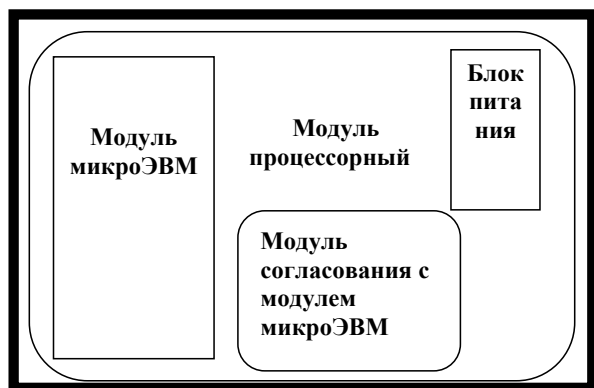 Модуль
микроЭВМ
Модуль
процессорный
Блок
пита
ния
Модуль
согласования с
модулем
микроЭВМ